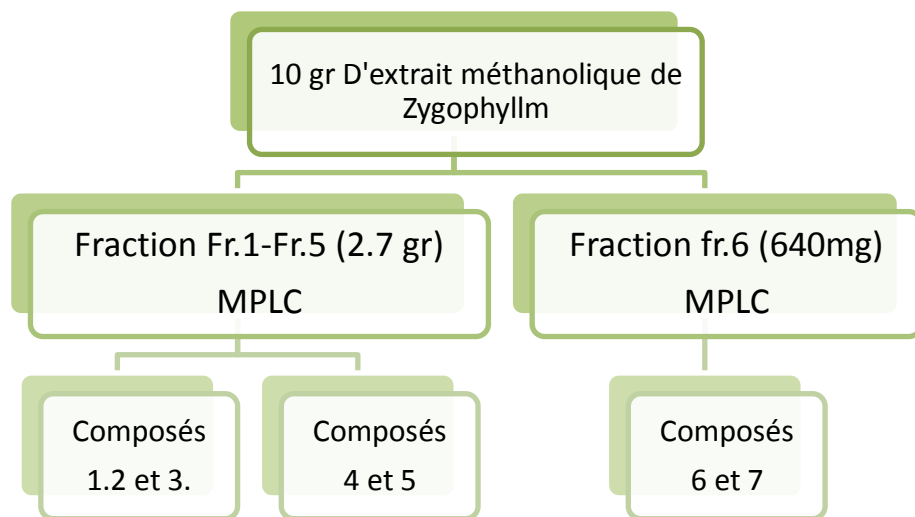 10 gr D'extrait méthanolique de
Zygophyllm
Fraction Fr.1-Fr.5 (2.7 gr)
MPLC
Fraction fr.6 (640mg)
MPLC
Composés
1.2 et 3.
Composés
4 et 5
Composés
6 et 7